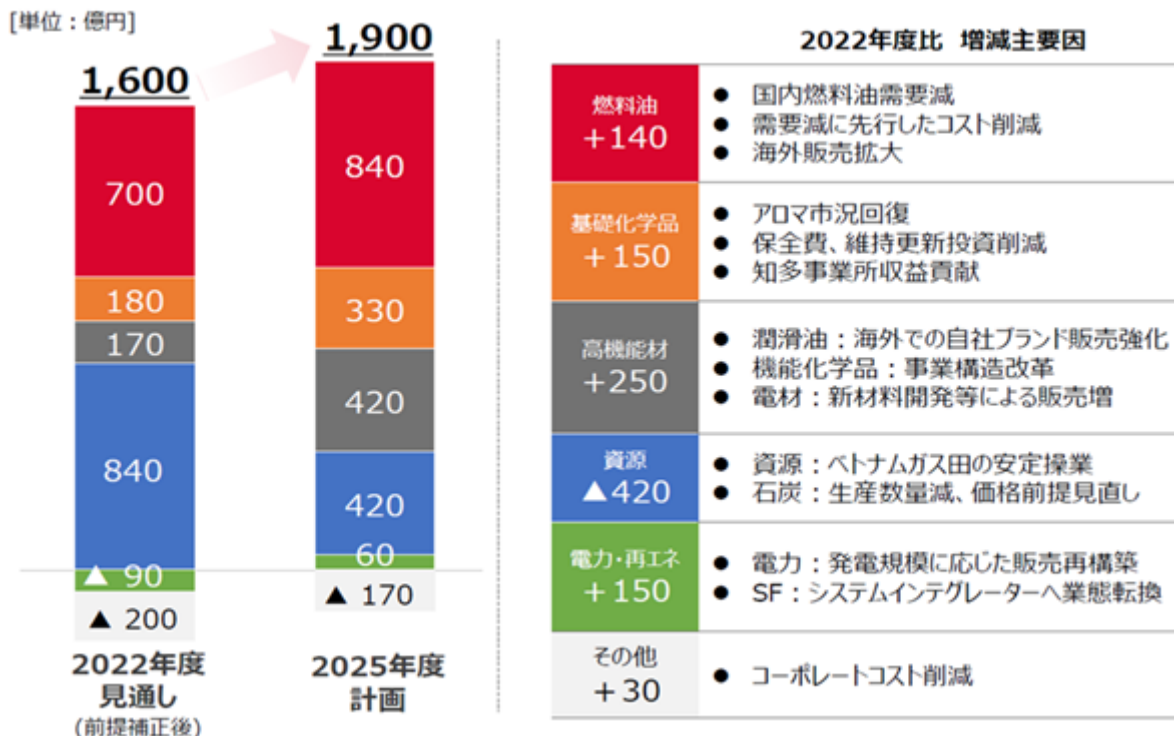 [単位：億円]
1,600
700
180
170
840
▲ 90
▲ 200
2022年度
見通し
(前提補正後)
1,900
840
330
420
420
60
▲ 170
2025年度
計画
2022年度比 増減主要因
燃料油
+140
● 国内燃料油需要減
● 需要減に先行したコスト削減
● 海外販売拡大
基礎化学品
+150
● アロマ市況回復
● 保全費、維持更新投資削減
● 知多事業所収益貢献
高機能材
+250
● 潤滑油：海外での自社ブランド販売強化
● 機能化学品：事業構造改革
● 電材：新材料開発等による販売増
資源
▲420
● 資源：ベトナムガス田の安定操業
● 石炭：生産数量減、価格前提見直し
電力・再エネ
+150
● 電力：発電規模に応じた販売再構築
● SF：システムインテグレーターへ業態転換
その他
+30
● コーポレートコスト削減